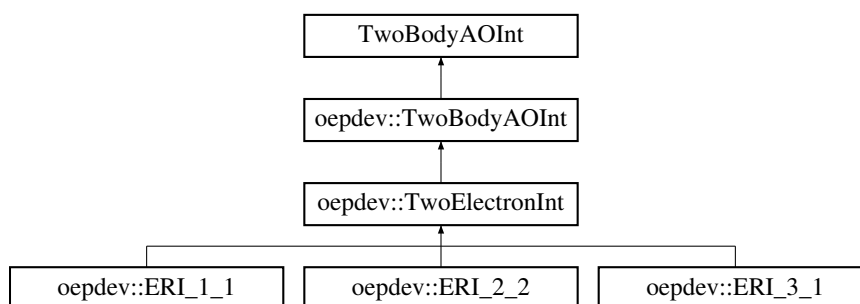 TwoBodyAOInt
oepdev::TwoBodyAOInt
oepdev::TwoElectronInt
oepdev::ERI_1_1 oepdev::ERI_2_2 oepdev::ERI_3_1